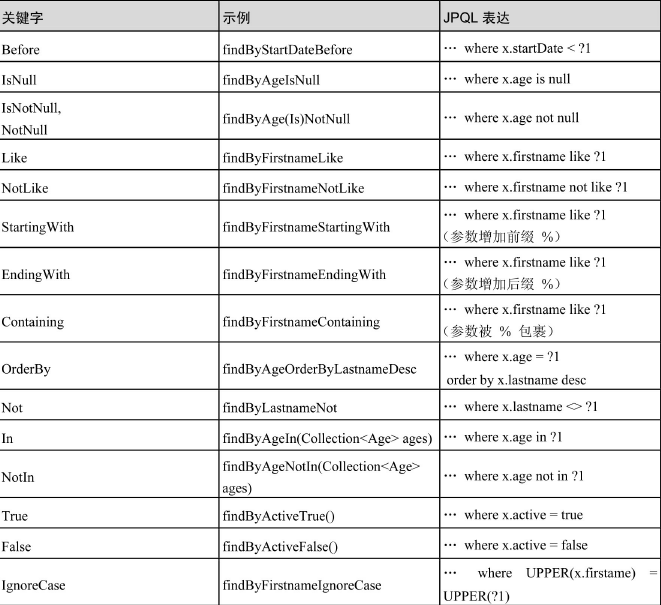 关键字 示例 JPQL 表达
Before findByStartDateBefore … where x.startDate < ?1
IsNull findByAgeIsNull … where x.age is null
IsNotNull,
NotNull findByAge(Is)NotNull … where x.age not null
Like findByFirstnameLike … where x.firstname like ?1
NotLike findByFirstnameNotLike … where x.firstname not like ?1
StartingWith findByFirstnameStartingWith … where x.firstname like ?1
（参数增加前缀 %）
EndingWith findByFirstnameEndingWith … where x.firstname like ?1
（参数增加后缀 %）
Containing findByFirstnameContaining … where x.firstname like ?1
（参数被 % 包裹）
OrderBy findByAgeOrderByLastnameDesc … where x.age = ?1
order by x.lastname desc
Not findByLastnameNot … where x.lastname <> ?1
In findByAgeIn(Collection<Age> ages) … where x.age in ?1
NotIn findByAgeNotIn(Collection<Age>
ages) … where x.age not in ?1
True findByActiveTrue() … where x.active = true
False findByActiveFalse() … where x.active = false
IgnoreCase findByFirstnameIgnoreCase … where UPPER(x.firstame) =
UPPER(?1)